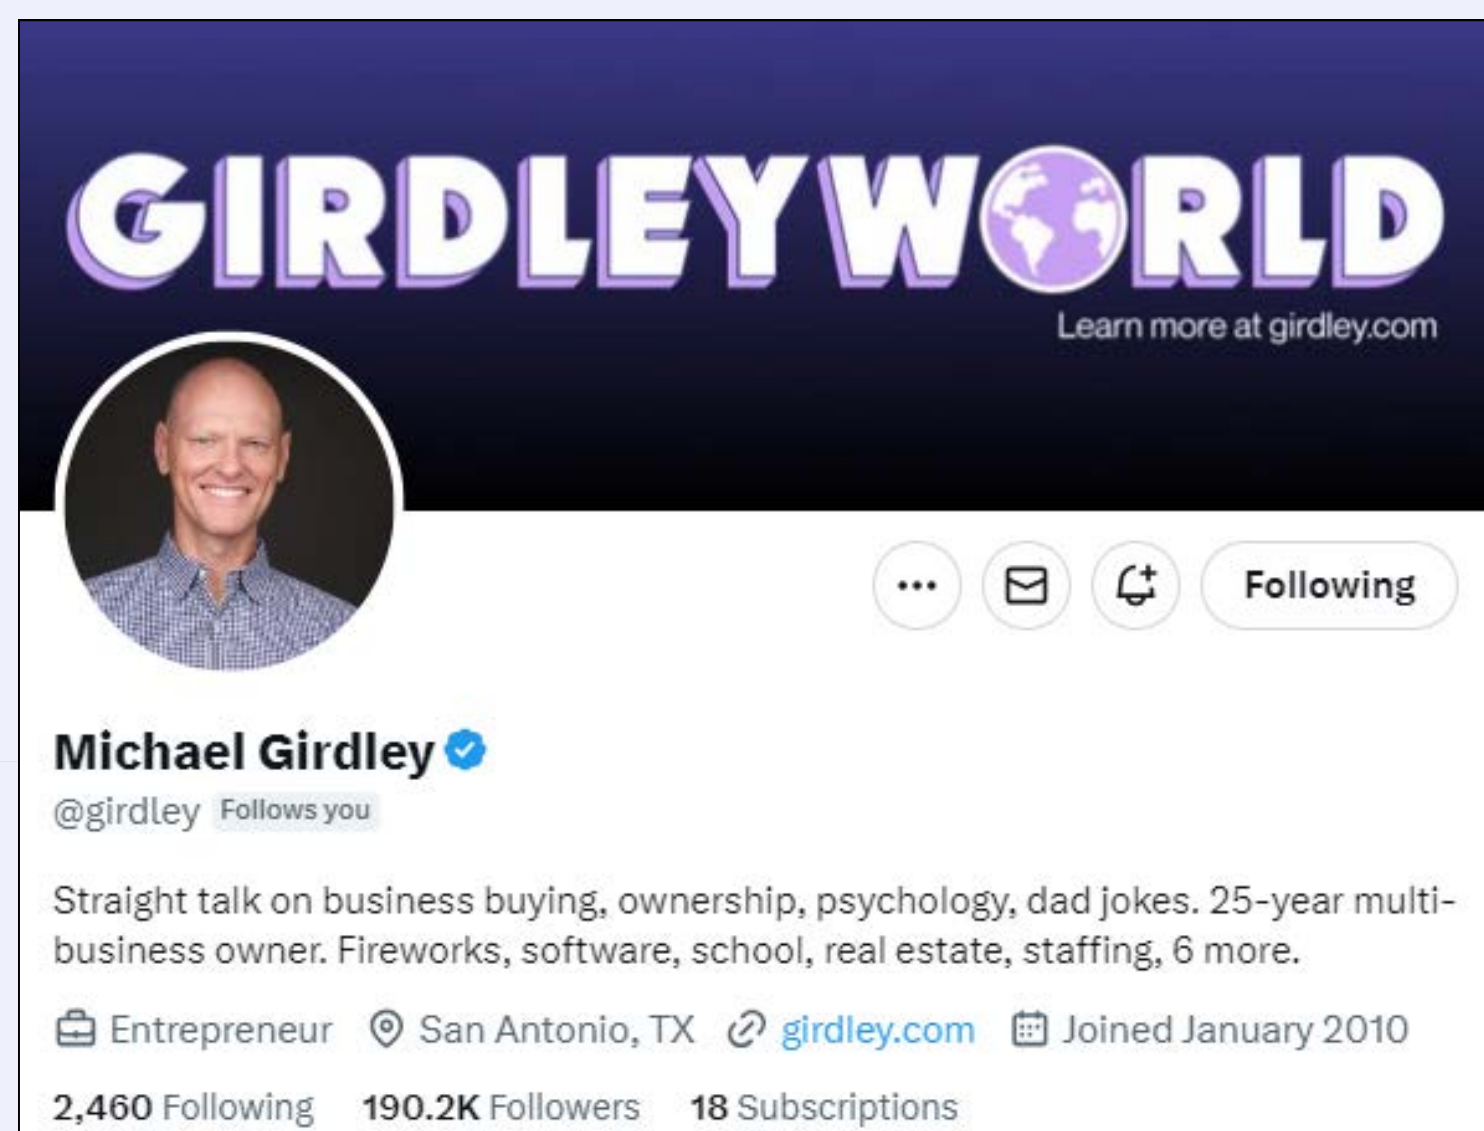 GIRDLEYWORLD
Learn more at girdley.com
Following
Michael Girdley
@girdley Follows you
Straight talk on business buying, ownership, psychology, dad jokes. 25-year multi-
business owner. Fireworks, software, school, real estate, staffing, 6 more.
Entrepreneur San Antonio, TX girdley.com Joined January 2010
2,460 Following 190.2K Followers 18 Subscriptions